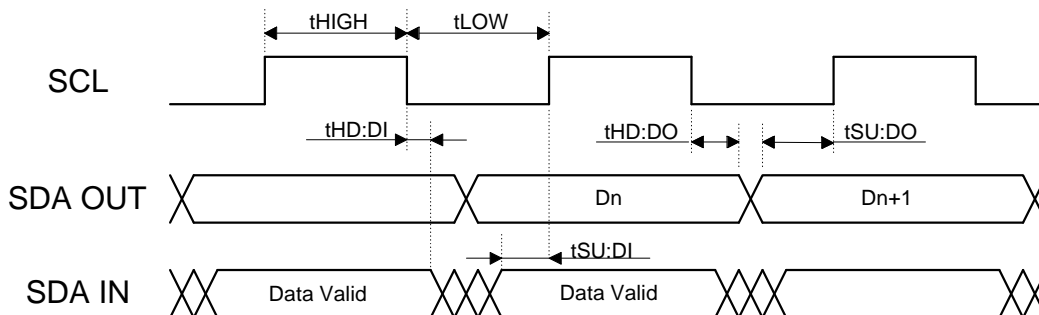 tHIGH tLOW
SCL
tHD:DI tHD:DO tSU:DO
SDA OUT Dn Dn+1
tSU:DI
SDA IN Data Valid Data Valid